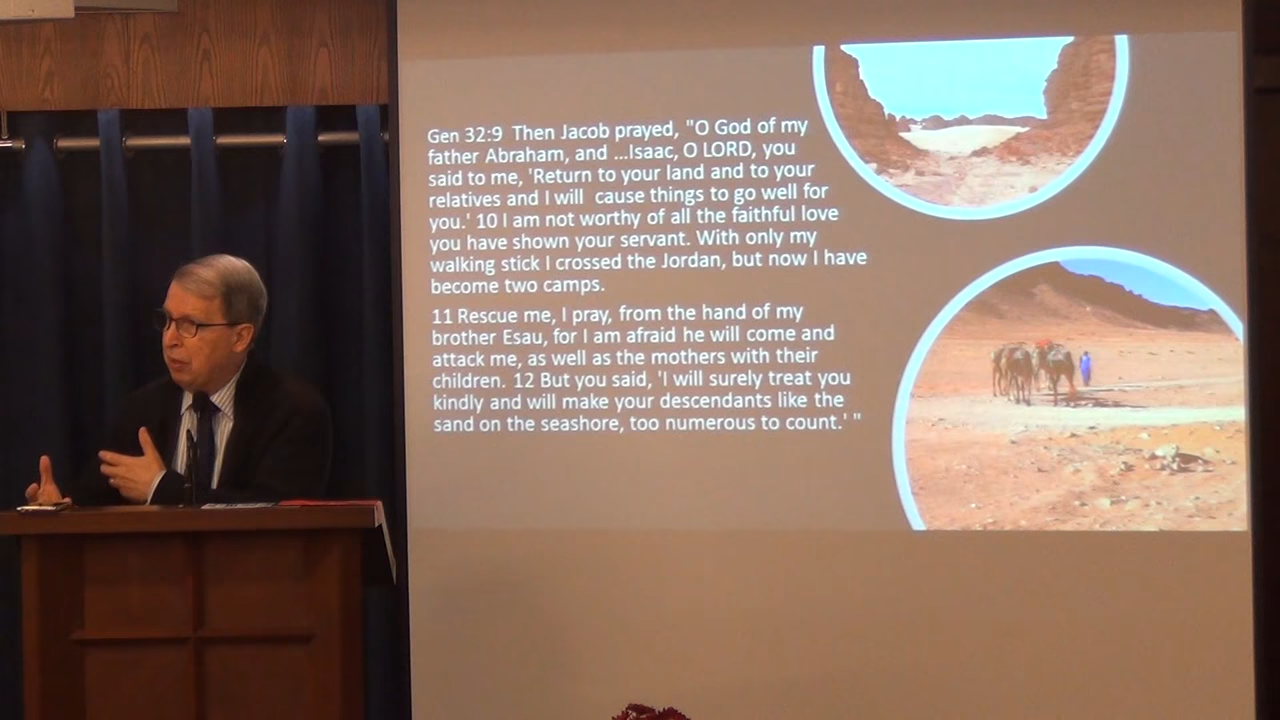 Gen 32:9 Then Jacob prayed, "O God of my
father Abraham, and ...Isaac, O LORD, you
said to me, 'Return to your land and to your
relatives and I will cause things to go well for
you.' 10 I am not worthy of all the faithful love
you have shown your servant. With only my
walking stick I crossed the Jordan, but now I have
become two camps.
11 Rescue me, I pray, from the hand of my
brother Esau, for I am afraid he will come and
attack me, as well as the mothers with their
children. 12 But you said, 'I will surely treat you
kindly and will make your descendants like the
sand on the seashore, too numerous to count.' "